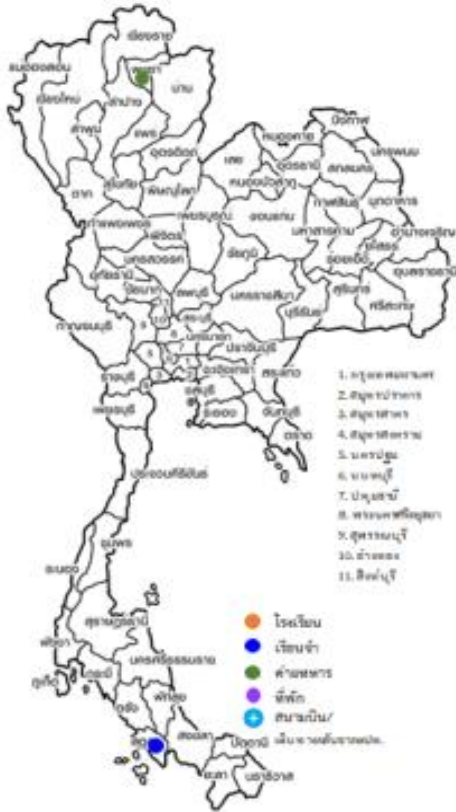 เชียงราย
แม่ฮ่องสอน
พะเยา
น่าน
เชียงใหม่
ลำปาง
ลำพูน
แพร่
บึงกาฬ
หนองคาย
อุตรดิตถ์
เลย
อุดรธานี
นครพนม
สกลนคร
หนองบัวลำภู
ตาก
สุโขทัย
พิษณุโลก
กาฬสินธุ์
มุกดาหาร
กำแพงเพชร
เพชรบูรณ์
ขอนแก่น
พิจิตร
มหาสารคาม
อำนาจเจริญ
ยโสธร
ชัยภูมิ
ร้อยเอ็ด
นครสวรรค์
อุบลราชธานี
อุทัยธานี
ชัยนาท
ลพบุรี
สุรินทร์
นครราชสีมา
บุรีรัมย์
ศรีสะเกษ
กาญจนบุรี
สระบุรี
นครนายก
ปราจีนบุรี
ราชบุรี
ฉะเชิงเทรา
สระแก้ว
ชลบุรี
เพชรบุรี
ระยอง
จันทบุรี
ตราด
1. กรุงเทพมหานคร
2. สมุทรปราการ
3. สมุทรสาคร
4. สมุทรสงคราม
5. นครปฐม
6. นนทบุรี
7. ปทุมธานี
8. พระนครศรีอยุธยา
9. สุพรรณบุรี
10. อ่างทอง
11. สิงห์บุรี
ประจวบคีรีขันธ์
ชุมพร
ระนอง
สุราษฎร์ธานี
พังงา
นครศรีธรรมราช
ภูเก็ต
กระบี่
ตรัง
พัทลุง
สตูล
สงขลา
ปัตตานี
ยะลา
นราธิวาส
โรงเรียน
เรือนจำ
ค่ายทหาร
ที่พัก
สนามบิน/